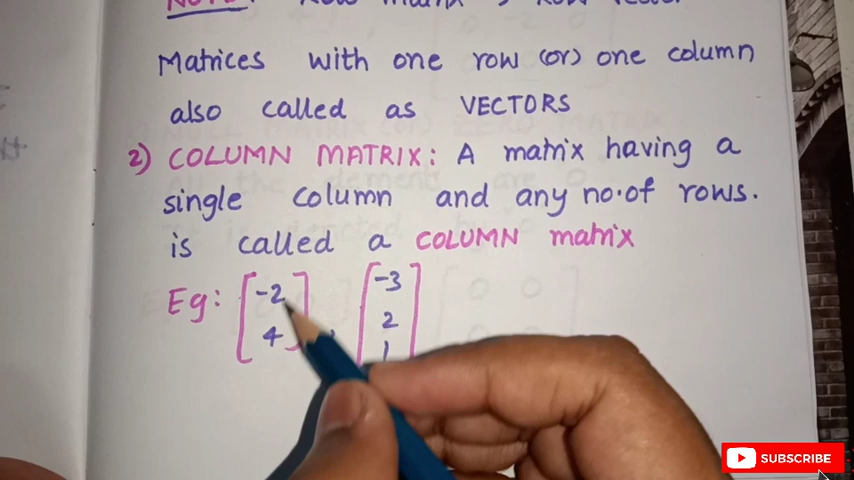 Matrices with one row (or) one column
also called as VECTORS
2) COLUMN MATRIX: A matrix having a
single column and any no.of rows.
is called a COLUMN matrix
Eg: [-2 [-3
4] , 2
1]
SUBSCRIBE